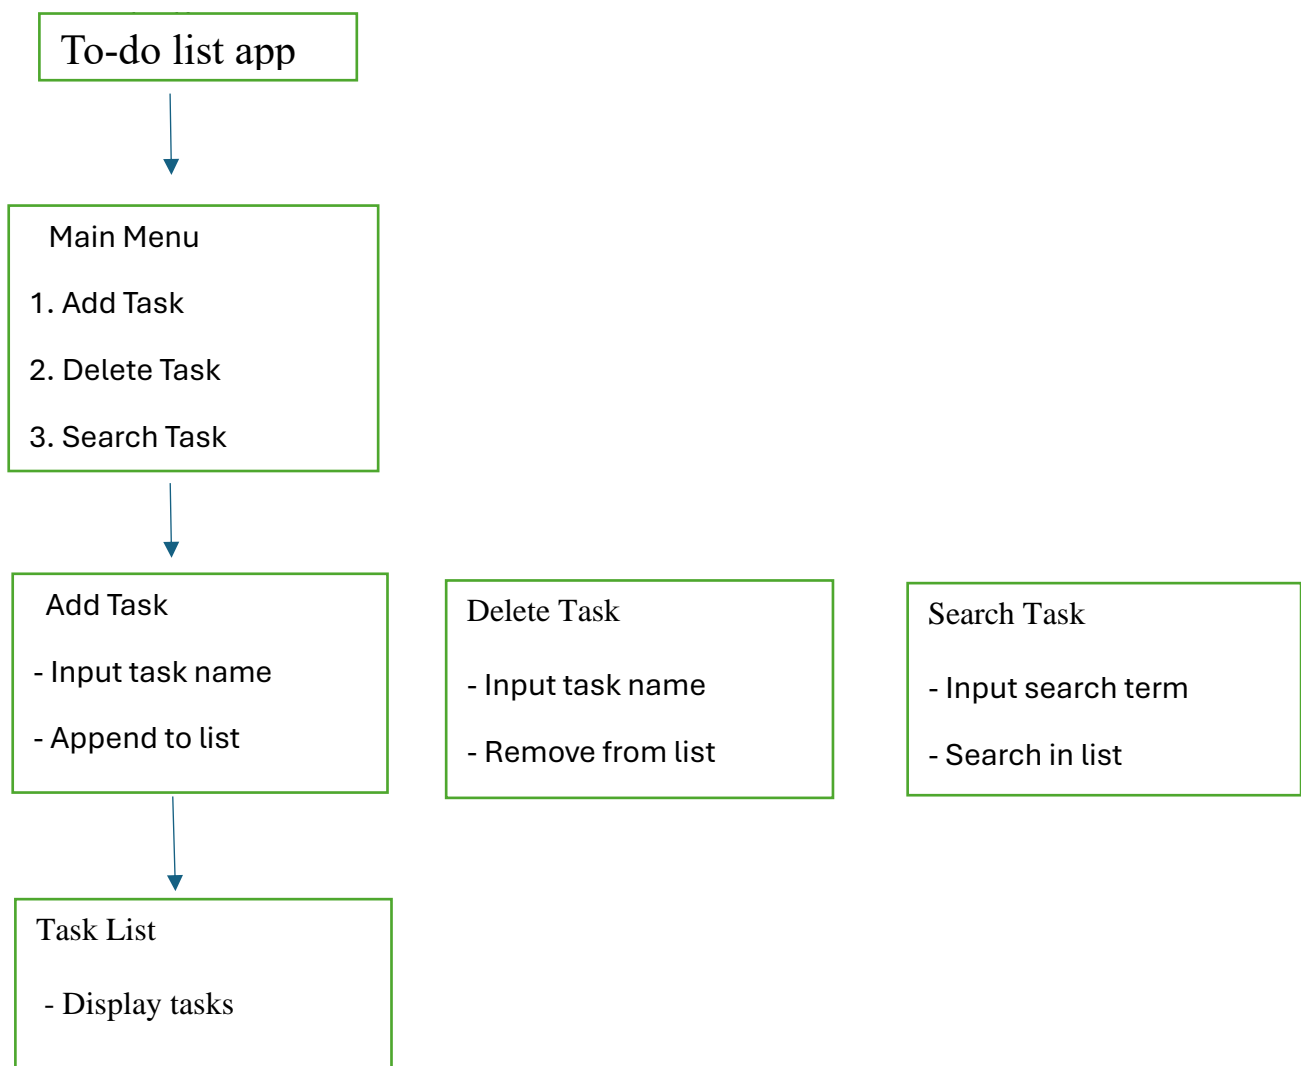 To-do list app
Main Menu
1. Add Task
2. Delete Task
3. Search Task
Add Task
- Input task name
- Append to list
Delete Task
- Input task name
- Remove from list
Search Task
- Input search term
- Search in list
Task List
- Display tasks